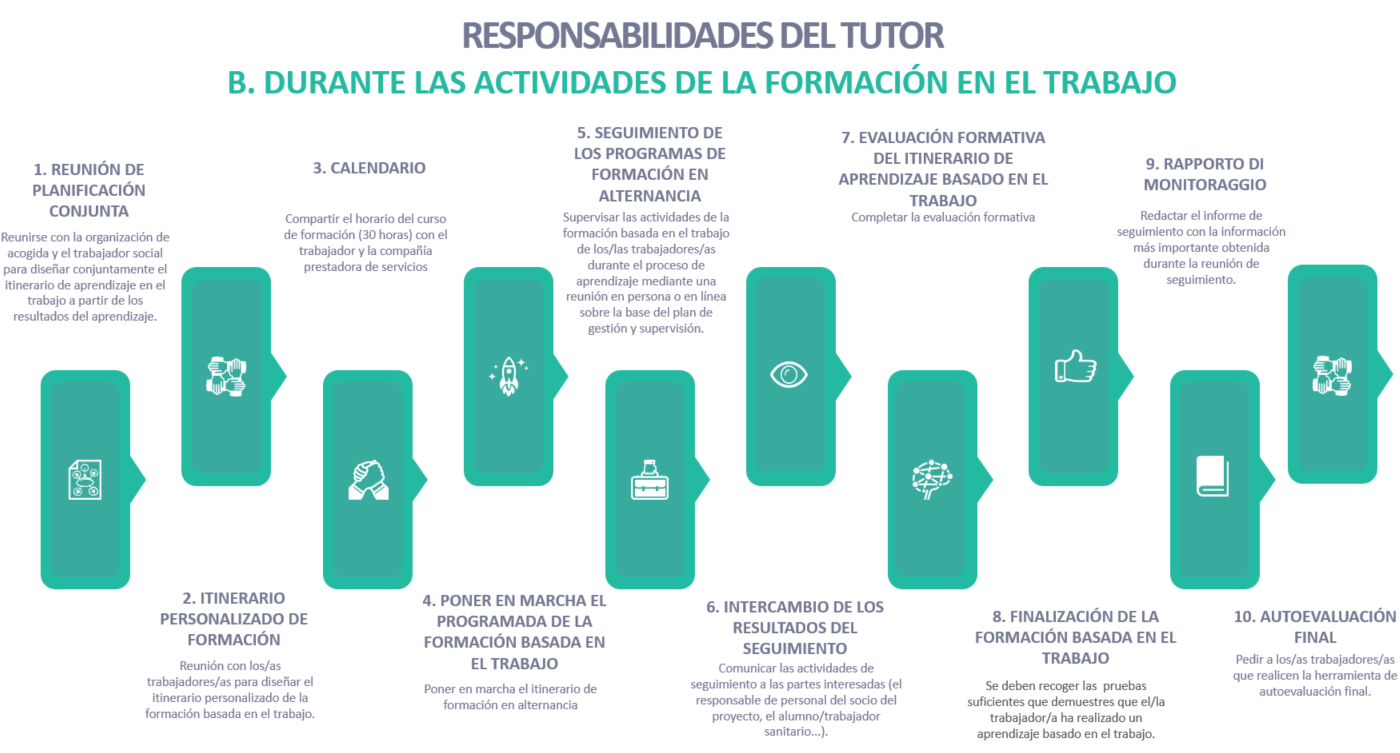 RESPONSABILIDADES DEL TUTOR
B. DURANTE LAS ACTIVIDADES DE LA FORMACIÓN EN EL TRABAJO
1. REUNIÓN DE
PLANIFICACIÓN
CONJUNTA
Reunirse con la organización de
acogida y el trabajador social
para diseñar conjuntamente el
itinerario de aprendizaje en el
trabajo a partir de los
resultados del aprendizaje.
2. ITINERARIO
PERSONALIZADO DE
FORMACIÓN
Reunión con los/as
trabajadores/as para diseñar el
itinerario personalizado de la
formación basada en el trabajo.
3. CALENDARIO
Compartir el horario del curso
de formación (30 horas) con el
trabajador y la compañía
prestadora de servicios
4. PONER EN MARCHA EL
PROGRAMADA DE LA
FORMACIÓN BASADA EN
EL TRABAJO
Poner en marcha el itinerario de
formación en alternancia
5. SEGUIMIENTO DE
LOS PROGRAMAS DE
FORMACIÓN EN
ALTERNANCIA
Supervisar las actividades de la
formación basada en el trabajo
de los/las trabajadores/as
durante el proceso de
aprendizaje mediante una
reunión en persona o en línea
sobre la base del plan de
gestión y supervisión.
6. INTERCAMBIO DE LOS
RESULTADOS DEL
SEGUIMIENTO
Comunicar las actividades de
seguimiento a las partes interesadas (el
responsable de personal del socio del
proyecto, el alumno/trabajador
sanitario...).
7. EVALUACIÓN FORMATIVA
DEL ITINERARIO DE
APRENDIZAJE BASADO EN EL
TRABAJO
Completar la evaluación formativa
8. FINALIZACIÓN DE LA
FORMACIÓN BASADA EN EL
TRABAJO
Se deben recoger las pruebas
suficientes que demuestres que el/la
trabajador/a ha realizado un
aprendizaje basado en el trabajo.
9. RAPPORTO DI
MONITORAGGIO
Redactar el informe de
seguimiento con la información
más importante obtenida
durante la reunión de
seguimiento.
10. AUTOEVALUACIÓN
FINAL
Pedir a los/as trabajadores/as
que realicen la herramienta de
autoevaluación final.